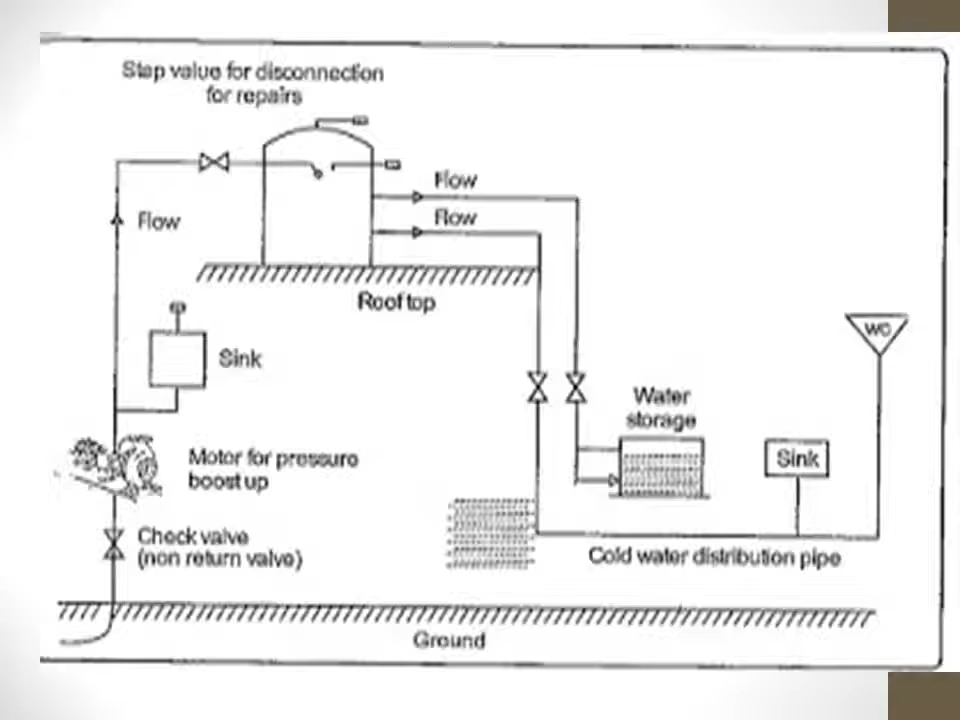 Stop value for disconnection
for repairs
Flow
Flow
Flow
Roof top
Sink
Water
storage
WC
Sink
Motor for pressure
boost up
Check valve
(non return valve)
Cold water distribution pipe
Ground